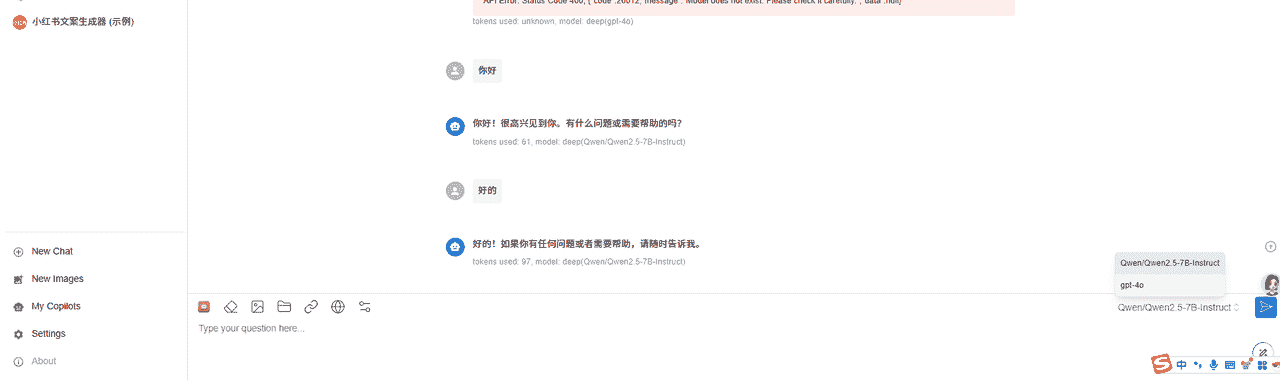 API Error: Status Code 400, {"code":20012,"message":"Model does not exist. Please check it carefully.","data":null}
小红书文案生成器 (示例)
tokens used: unknown, model: deep(gpt-4o)
你好
你好！很高兴见到你。有什么问题或需要帮助的吗？
tokens used: 61, model: deep(Qwen/Qwen2.5-7B-Instruct)
好的
好的！如果你有任何问题或者需要帮助，请随时告诉我。
tokens used: 97, model: deep(Qwen/Qwen2.5-7B-Instruct)
New Chat
New Images
My Copilots
Settings
About
Qwen/Qwen2.5-7B-Instruct
gpt-4o
Qwen/Qwen2.5-7B-Instruct
Type your question here...
中